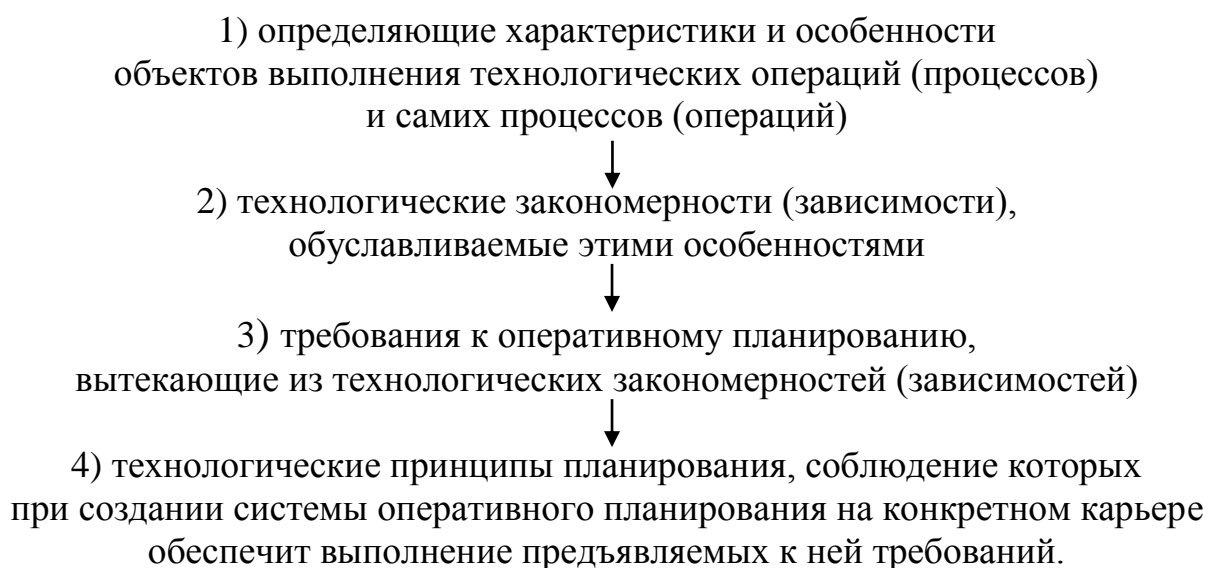 1) определяющие характеристики и особенности
объектов выполнения технологических операций (процессов)
и самих процессов (операций)
2) технологические закономерности (зависимости),
обуславливаемые этими особенностями
3) требования к оперативному планированию,
вытекающие из технологических закономерностей (зависимостей)
4) технологические принципы планирования, соблюдение которых
при создании системы оперативного планирования на конкретном карьере
обеспечит выполнение предъявляемых к ней требований.